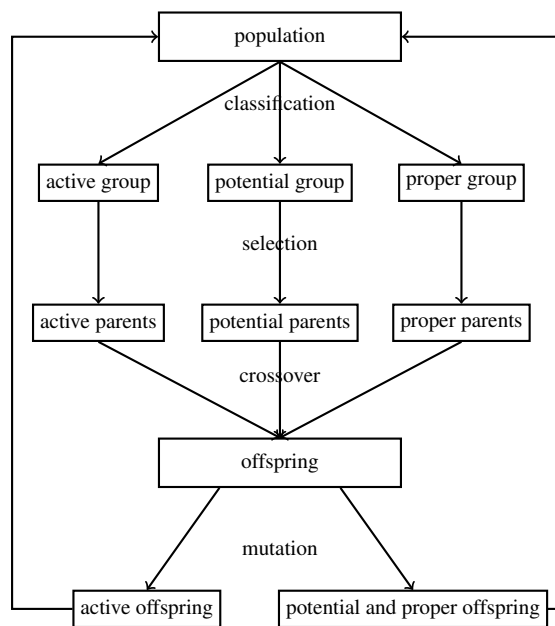 population
classification
active group
potential group
proper group
selection
active parents
potential parents
proper parents
crossover
offspring
mutation
active offspring
potential and proper offspring